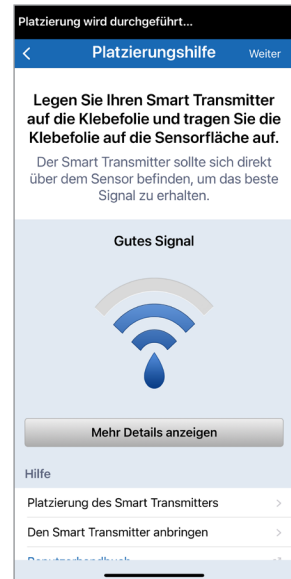 Platzierung wird durchgeführt...
Platzierungshilfe Weiter
Legen Sie Ihren Smart Transmitter
auf die Klebefolie und tragen Sie die
Klebefolie auf die Sensorfläche auf.
Der Smart Transmitter sollte sich direkt
über dem Sensor befinden, um das beste
Signal zu erhalten.
Gutes Signal
Mehr Details anzeigen
Hilfe
Platzierung des Smart Transmitters
Den Smart Transmitter anbringen
Benutzerhandbuch